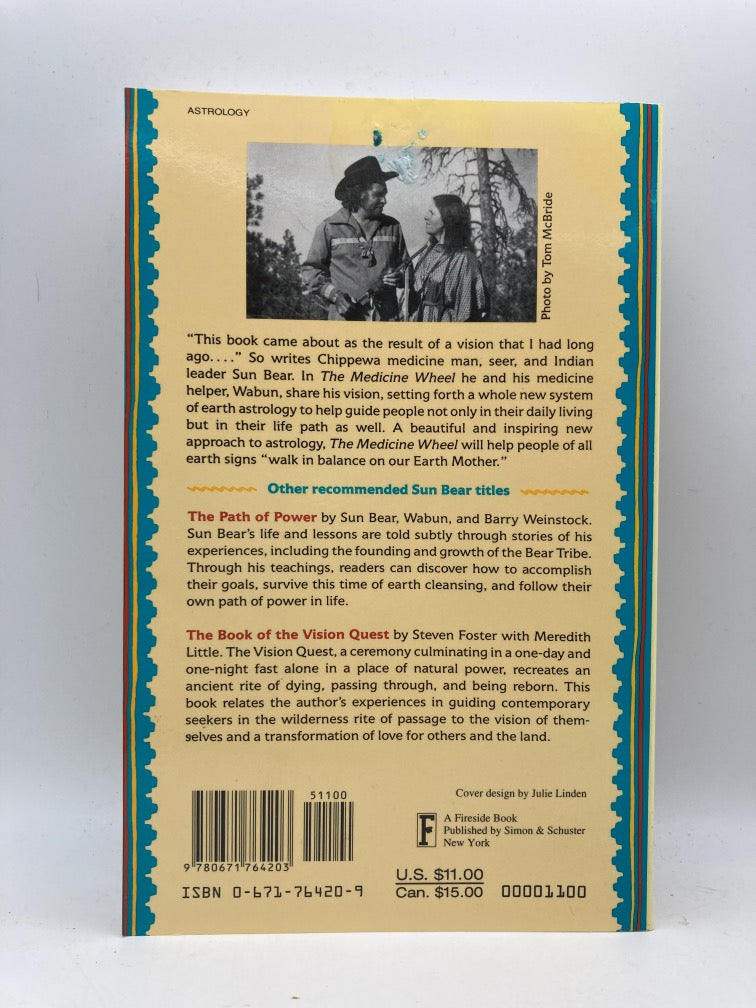 ASTROLOGY
Photo by Tom McBride
“This book came about as the result of a vision that I had long
ago. . . .” So writes Chippewa medicine man, seer, and Indian
leader Sun Bear. In The Medicine Wheel he and his medicine
helper, Wabun, share his vision, setting forth a whole new system
of earth astrology to help guide people not only in their daily living
but in their life path as well. A beautiful and inspiring new
approach to astrology, The Medicine Wheel will help people of all
earth signs “walk in balance on our Earth Mother.”
Other recommended Sun Bear titles
The Path of Power by Sun Bear, Wabun, and Barry Weinstock.
Sun Bear’s life and lessons are told subtly through stories of his
experiences, including the founding and growth of the Bear Tribe.
Through his teachings, readers can discover how to accomplish
their goals, survive this time of earth cleansing, and follow their
own path of power in life.
The Book of the Vision Quest by Steven Foster with Meredith
Little. The Vision Quest, a ceremony culminating in a one-day and
one-night fast alone in a place of natural power, recreates an
ancient rite of dying, passing through, and being reborn. This
book relates the author’s experiences in guiding contemporary
seekers in the wilderness rite of passage to the vision of them-
selves and a transformation of love for others and the land.
51100
9 780671 764203
ISBN 0-671-76420-9
Cover design by Julie Linden
F
A Fireside Book
Published by Simon & Schuster
New York
U.S. $11.00
Can. $15.00
00001100